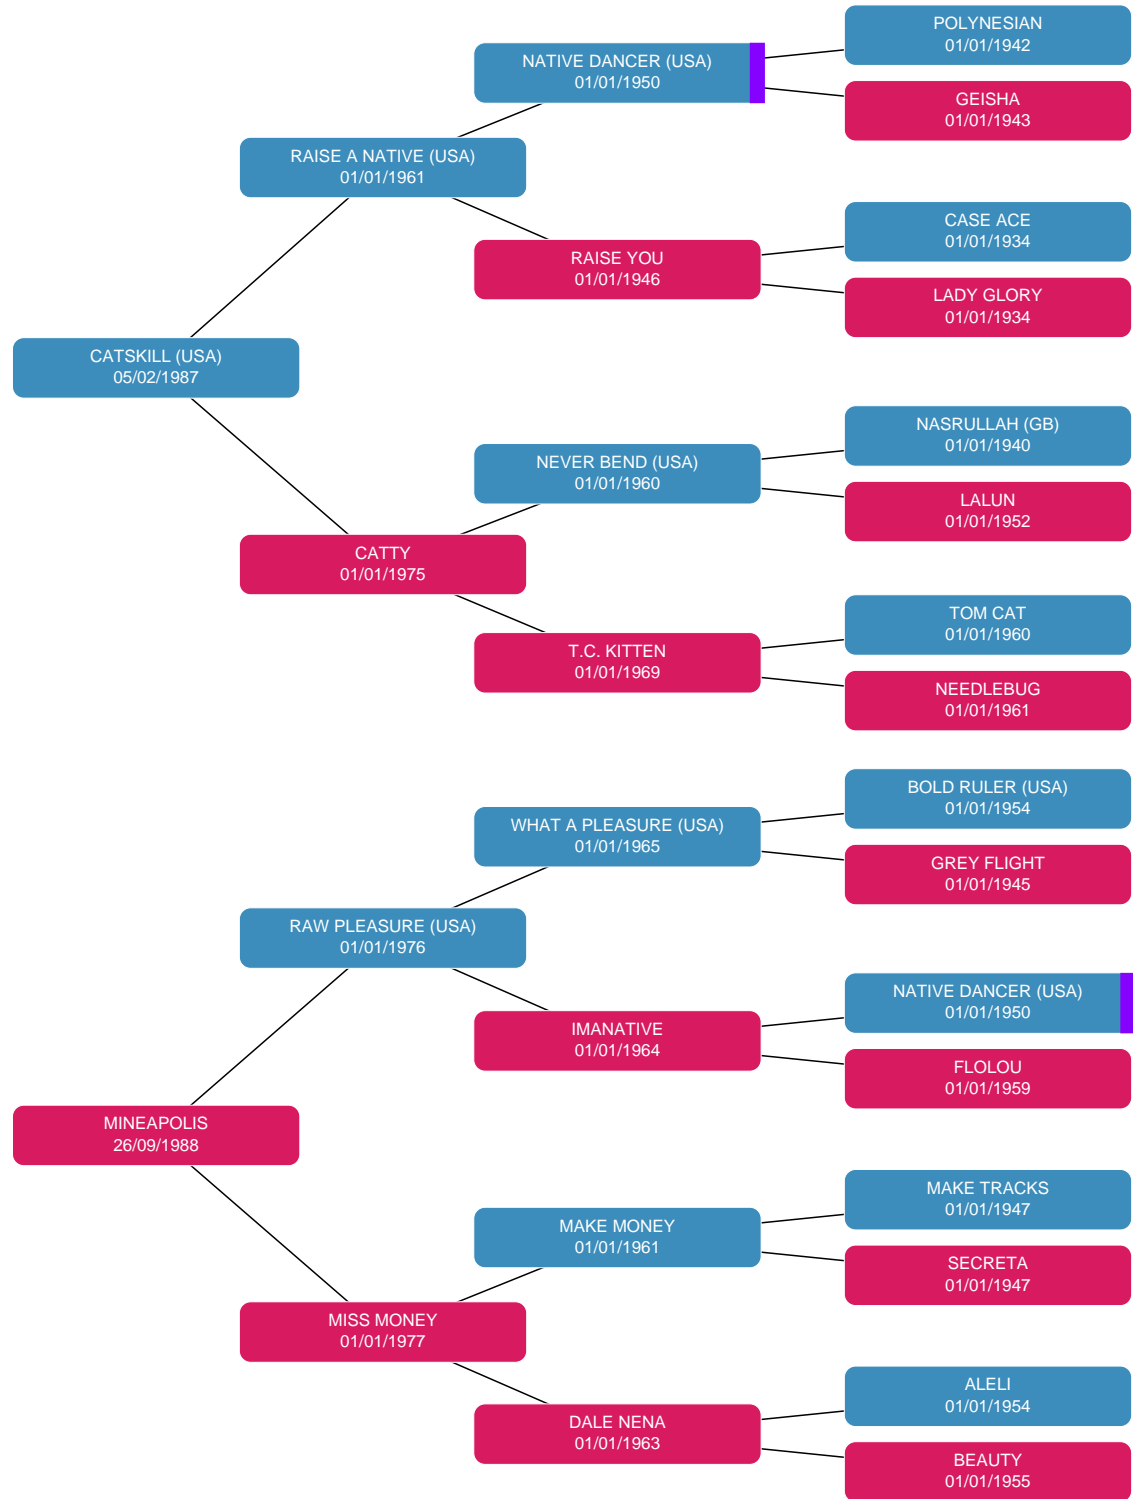 POLYNESIAN
01/01/1942
NATIVE DANCER (USA)
01/01/1950
GEISHA
01/01/1943
RAISE A NATIVE (USA)
01/01/1961
CASE ACE
01/01/1934
RAISE YOU
01/01/1946
LADY GLORY
01/01/1934
CATSKILL (USA)
05/02/1987
NASRULLAH (GB)
01/01/1940
NEVER BEND (USA)
01/01/1960
LALUN
01/01/1952
CATTY
01/01/1975
TOM CAT
01/01/1960
T.C. KITTEN
01/01/1969
NEEDLEBUG
01/01/1961
BOLD RULER (USA)
01/01/1954
WHAT A PLEASURE (USA)
01/01/1965
GREY FLIGHT
01/01/1945
RAW PLEASURE (USA)
01/01/1976
NATIVE DANCER (USA)
01/01/1950
IMANATIVE
01/01/1964
FLOLOU
01/01/1959
MINEAPOLIS
26/09/1988
MAKE TRACKS
01/01/1947
MAKE MONEY
01/01/1961
SECRETA
01/01/1947
MISS MONEY
01/01/1977
ALELI
01/01/1954
DALE NENA
01/01/1963
BEAUTY
01/01/1955